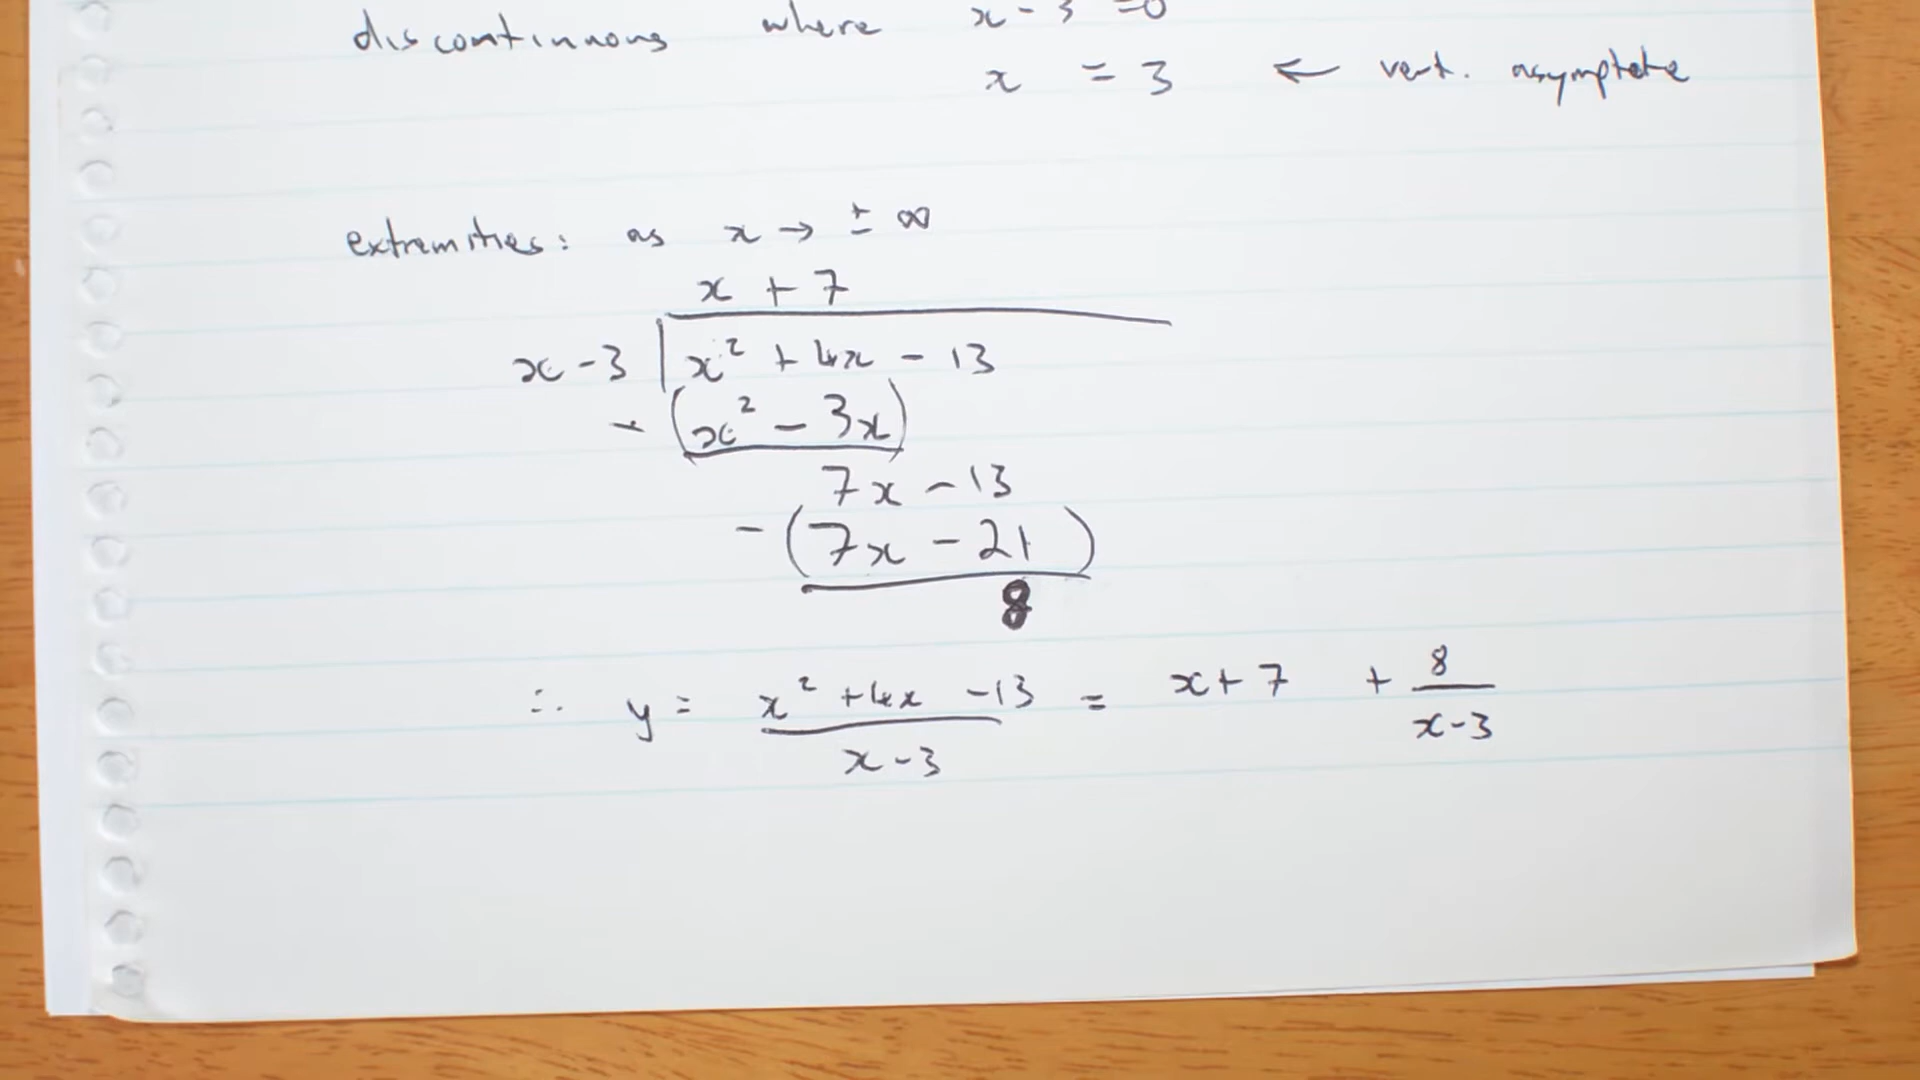 discontinuous where x - 3 = 0
x = 3 ← vert. asymptote
extremities: as x → ± ∞
x + 7
x - 3 | x² + 4x - 13
- (x² - 3x)
7x - 13
- (7x - 21)
8
∴ y = (x² + 4x - 13)/(x - 3) = x + 7 + 8/(x - 3)